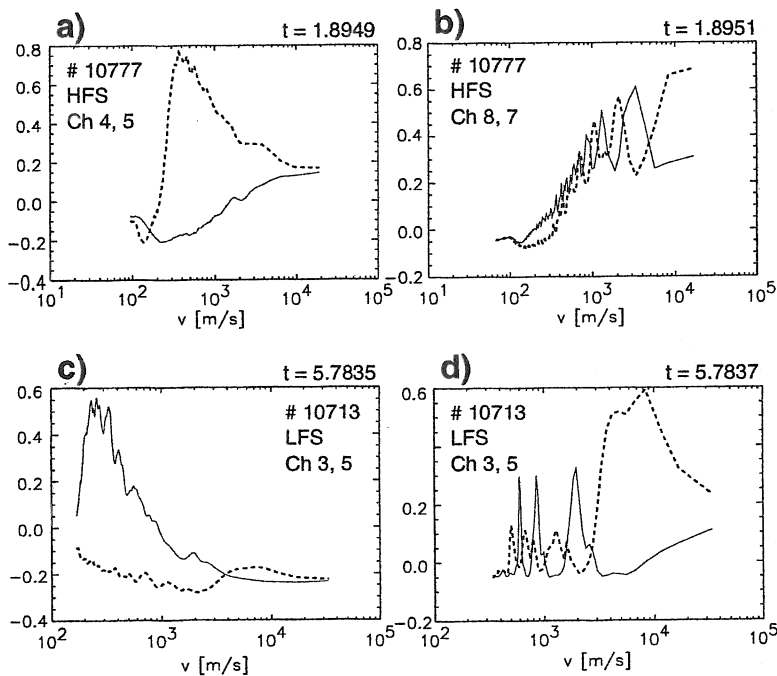 a)
t = 1.8949
# 10777
HFS
Ch 4, 5
0.8
0.6
0.4
0.2
0.0
−0.2
−0.4
10^1
10^2
10^3
10^4
10^5
v [m/s]
b)
t = 1.8951
# 10777
HFS
Ch 8, 7
0.8
0.6
0.4
0.2
0.0
−0.2
10^1
10^2
10^3
10^4
10^5
v [m/s]
c)
t = 5.7835
# 10713
LFS
Ch 3, 5
0.6
0.4
0.2
0.0
−0.2
−0.4
10^2
10^3
10^4
10^5
v [m/s]
d)
t = 5.7837
# 10713
LFS
Ch 3, 5
0.6
0.2
0.0
−0.2
10^2
10^3
10^4
10^5
v [m/s]